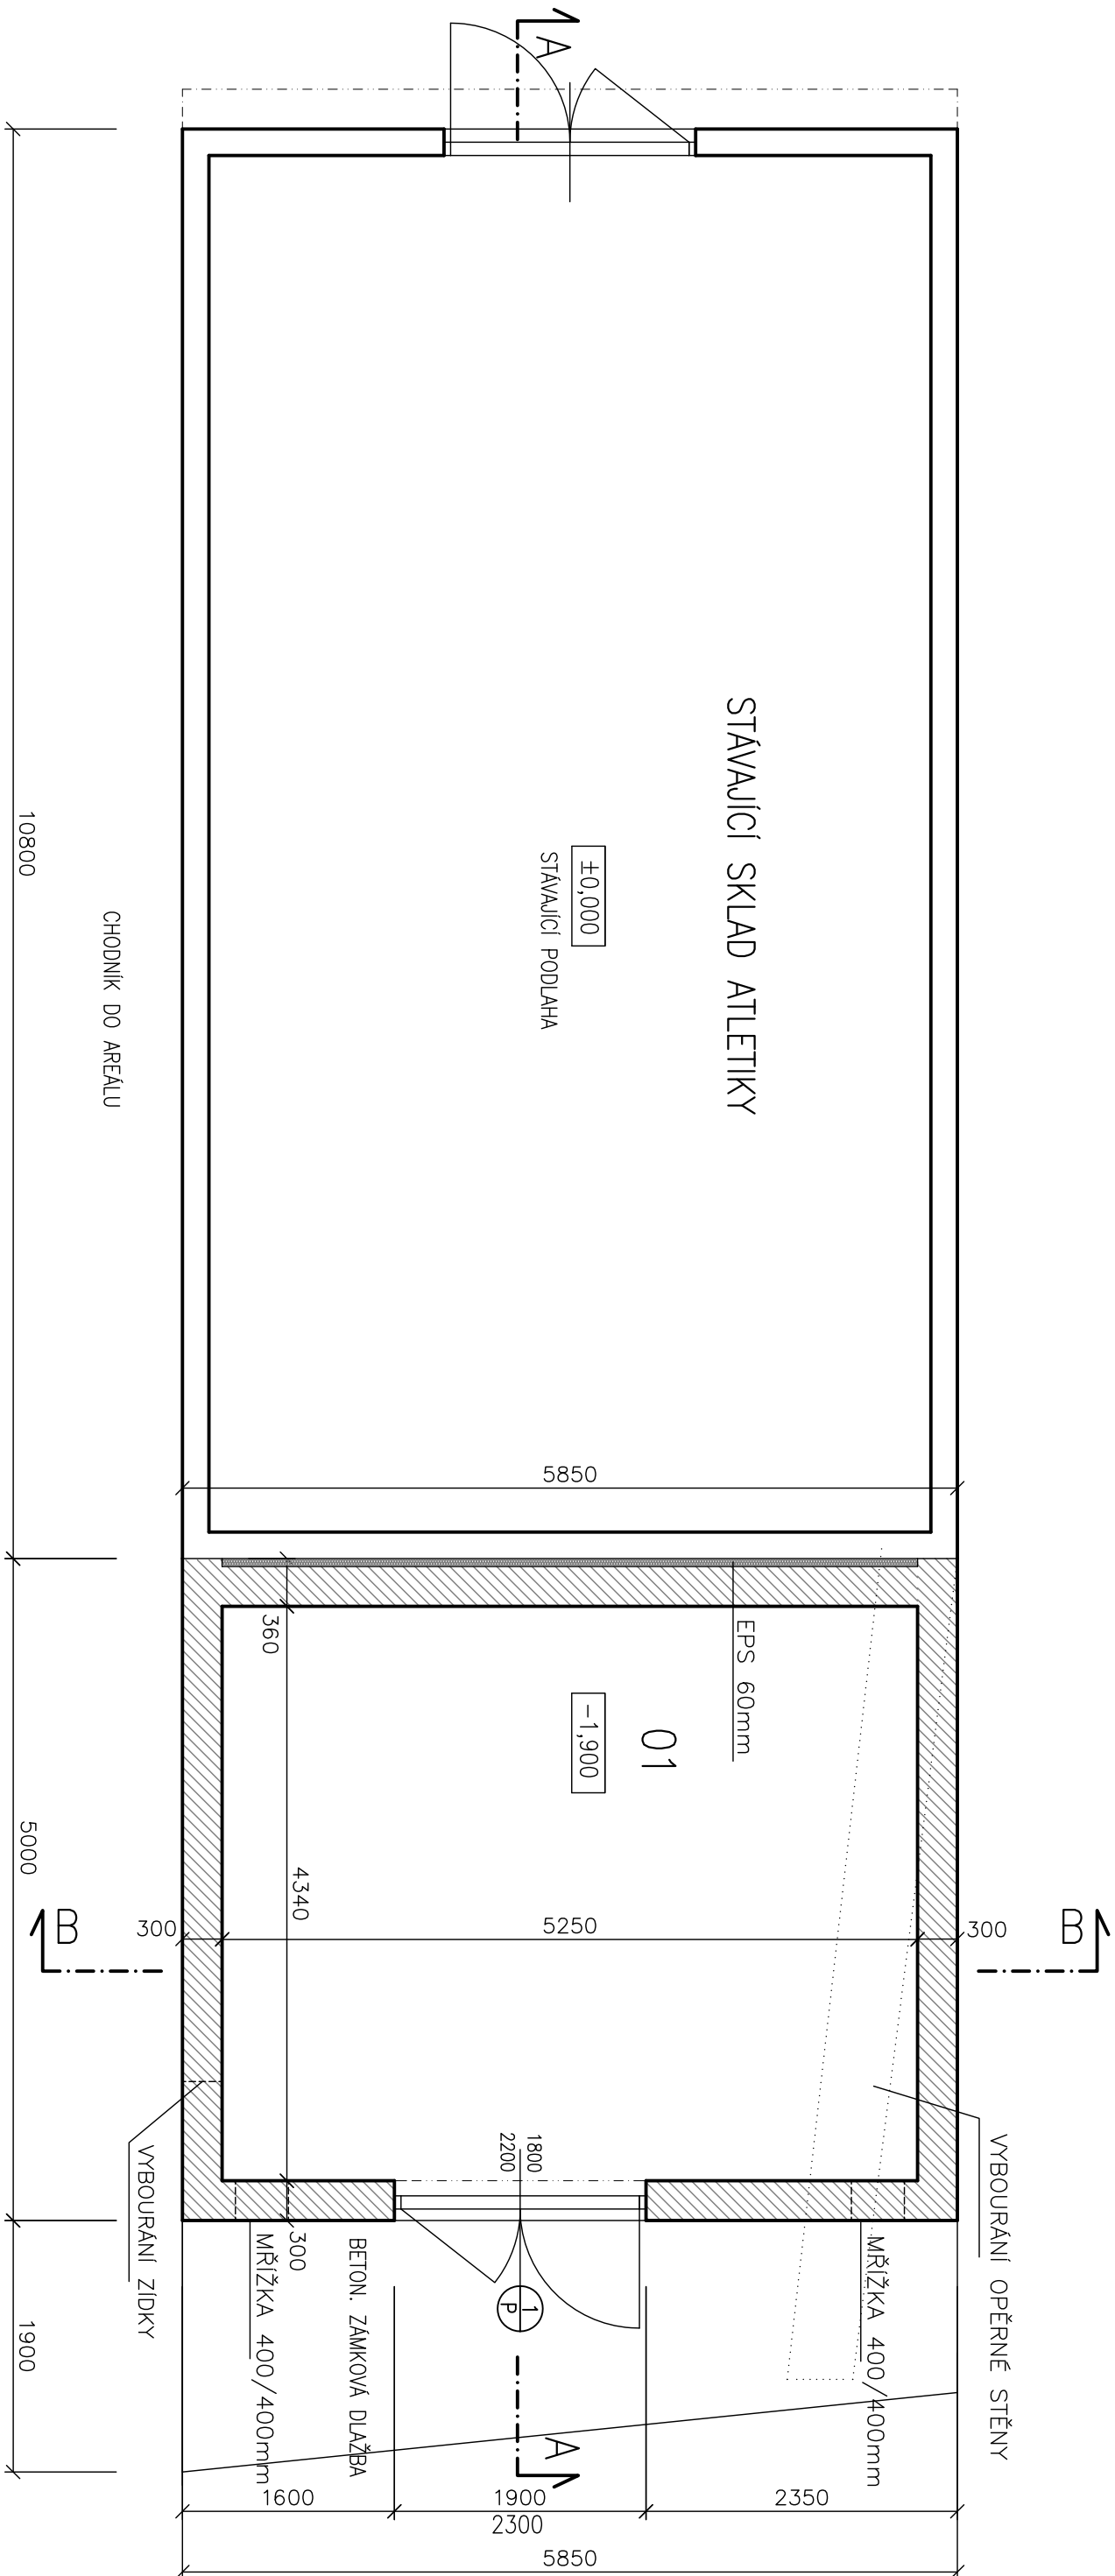 A
STÁVAJÍCÍ SKLAD ATLETIKY
±0,000
STÁVAJÍCÍ PODLAHA
10800
CHODNÍK DO AREÁLU
5850
360
EPS 60mm
01
-1,900
4340
5000
B
300
5250
300
B
1800
2200
VYBOURÁNÍ ZÍDKY
VYBOURÁNÍ OPĚRNÉ STĚNY
300
MŘÍŽKA 400/400mm
BETON. ZÁMKOVÁ DLAŽBA
1
P
MŘÍŽKA 400/400mm
A
1900
1600
1900
2300
2350
5850